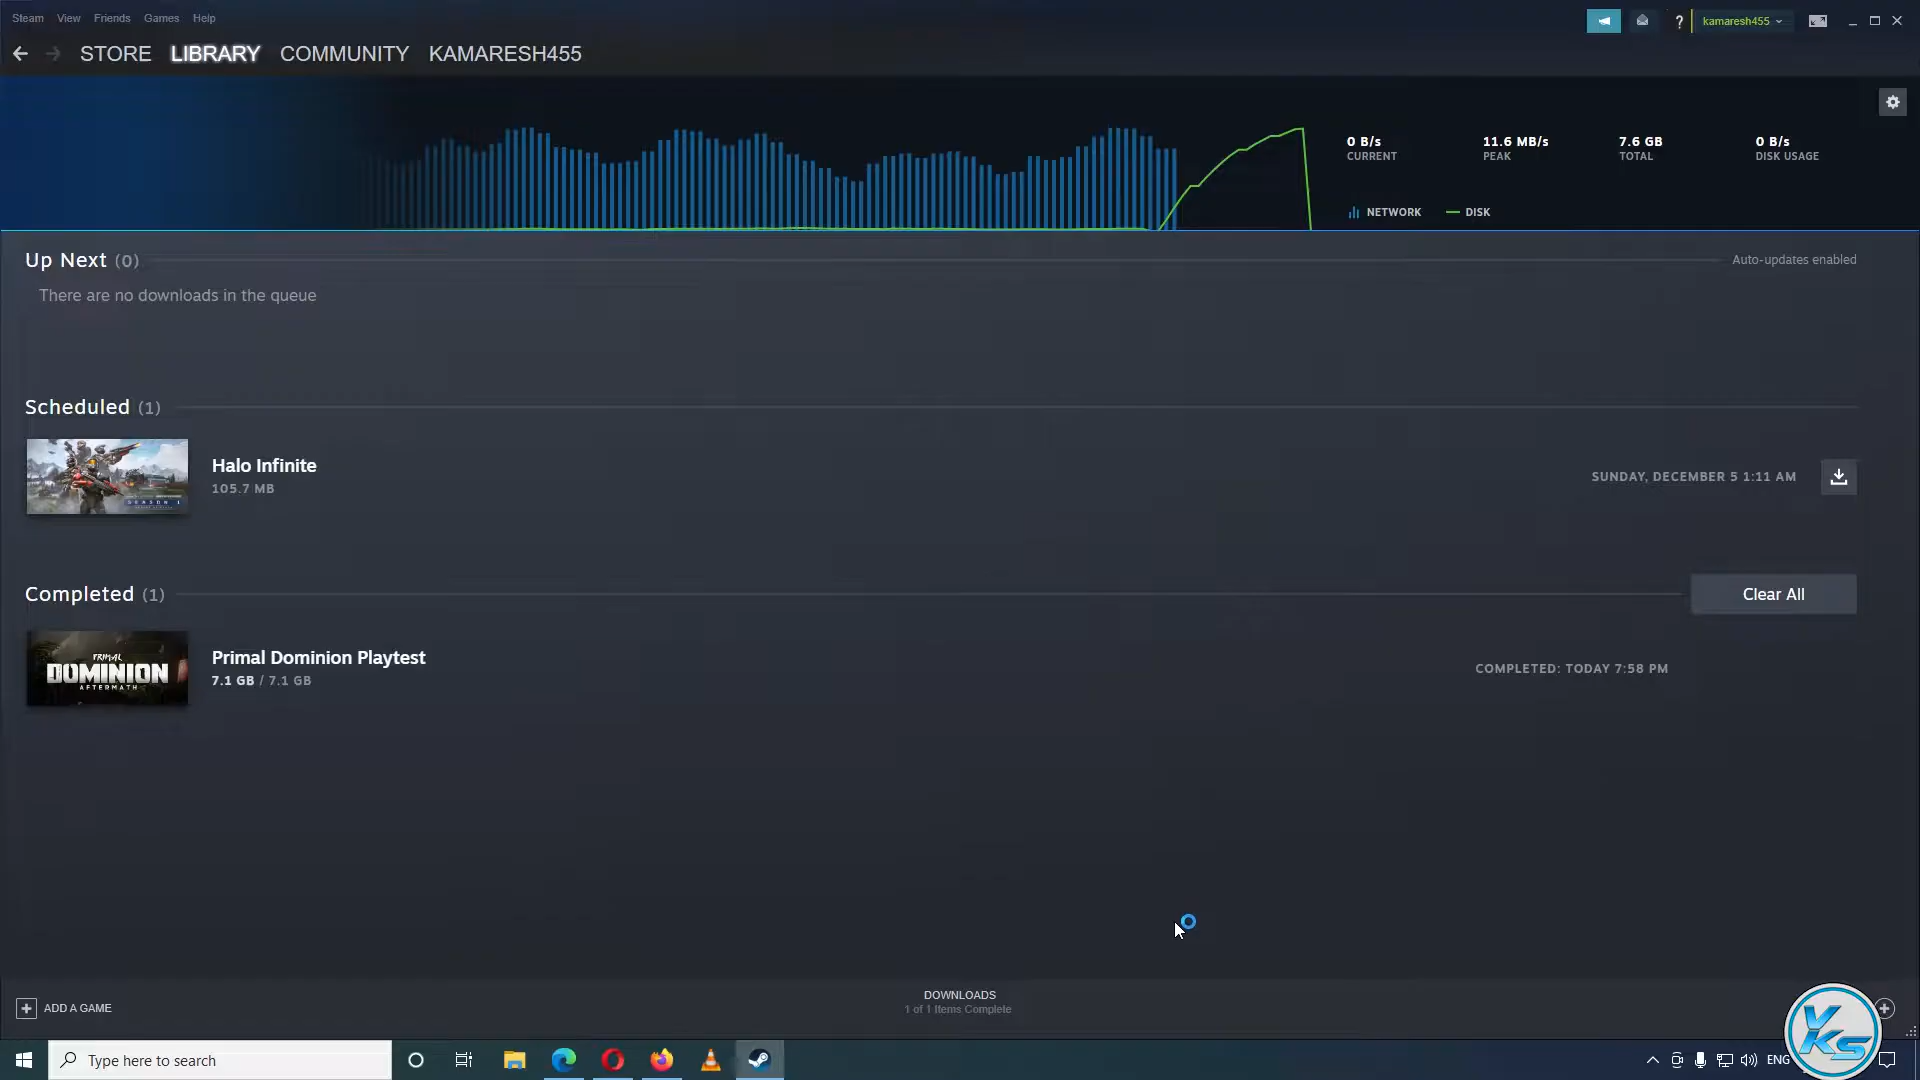 Steam View Friends Games Help
? kamaresh455
STORE LIBRARY COMMUNITY KAMARESH455
0 B/s 11.6 MB/s 7.6 GB 0 B/s
CURRENT PEAK TOTAL DISK USAGE
NETWORK DISK
Up Next (0) Auto-updates enabled
There are no downloads in the queue
Scheduled (1)
Halo Infinite
105.7 MB
SUNDAY, DECEMBER 5 1:11 AM
SEASON 1
Completed (1) Clear All
PRIMAL
DOMINION
AFTERMATH
Primal Dominion Playtest
7.1 GB / 7.1 GB
COMPLETED: TODAY 7:58 PM
ADD A GAME
DOWNLOADS
1 of 1 Items Complete
Type here to search
ENG
YKS